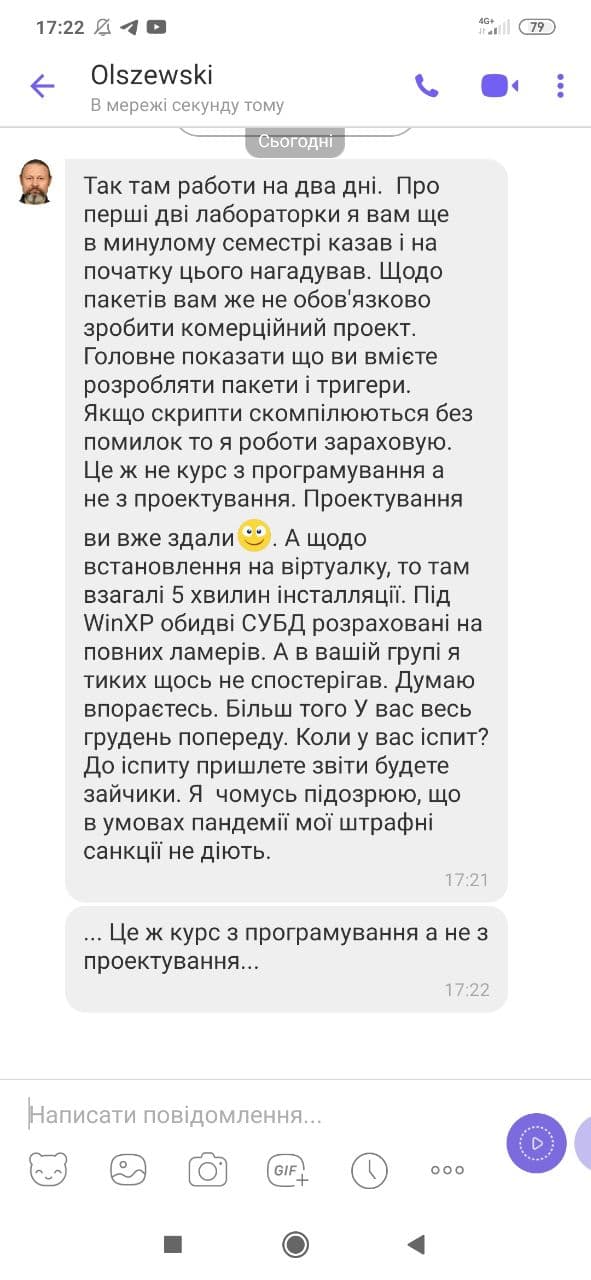 17:22
4G+
79
Olszewski
В мережі секунду тому
Сьогодні
Так там работи на два дні. Про
перші дві лабораторки я вам ще
в минулому семестрі казав і на
початку цього нагадував. Щодо
пакетів вам же не обов'язково
зробити комерційний проект.
Головне показати що ви вмієте
розробляти пакети і тригери.
Якщо скрипти скомпілюються без
помилок то я роботи зараховую.
Це ж не курс з програмування а
не з проектування. Проектування
ви вже здали🙂. А щодо
встановлення на віртуалку, то там
взагалі 5 хвилин інсталляції. Під
WinXP обидві СУБД розраховані на
повних ламерів. А в вашій групі я
тиких щось не спостерігав. Думаю
впораєтесь. Більш того У вас весь
грудень попереду. Коли у вас іспит?
До іспиту пришлете звіти будете
зайчики. Я чомусь підозрюю, що
в умовах пандемії мої штрафні
санкції не діють.
17:21
... Це ж курс з програмування а не з
проектування...
17:22
Написати повідомлення...
GIF